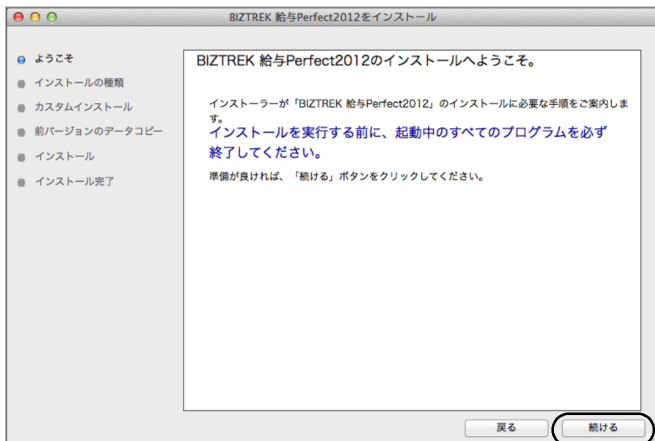 BIZTREK 給与Perfect2012をインストール
ようこそ
インストールの種類
カスタムインストール
前バージョンのデータコピー
インストール
インストール完了
BIZTREK 給与Perfect2012のインストールへようこそ。
インストーラーが「BIZTREK 給与Perfect2012」のインストールに必要な手順をご案内しま
す。
インストールを実行する前に、起動中のすべてのプログラムを必ず
終了してください。
準備が良ければ、「続ける」ボタンをクリックしてください。
戻る
続ける